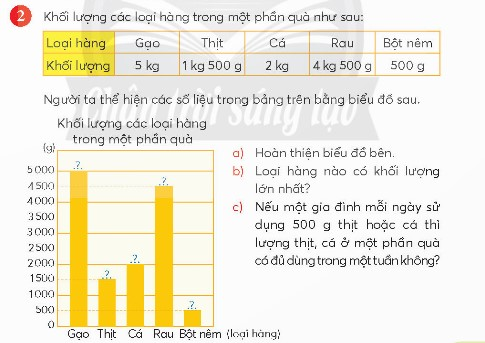 2 Khối lượng các loại hàng trong một phần quà như sau:
Loại hàng Gạo Thịt Cá Rau Bột nêm
Khối lượng 5 kg 1 kg 500 g 2 kg 4 kg 500 g 500 g
Người ta thể hiện các số liệu trong bảng trên bằng biểu đồ sau.
Chân trời sáng tạo
Khối lượng các loại hàng
trong một phần quà
(g)
5 000
4 500
4 000
3 500
3 000
2 500
2 000
1 500
1000
500
0
.?.
.?.
.?.
.?.
.?.
Gạo Thịt Cá Rau Bột nêm (loại hàng)
a) Hoàn thiện biểu đồ bên.
b) Loại hàng nào có khối lượng
lớn nhất?
c) Nếu một gia đình mỗi ngày sử
dụng 500 g thịt hoặc cá thì
lượng thịt, cá ở một phần quà
có đủ dùng trong một tuần không?